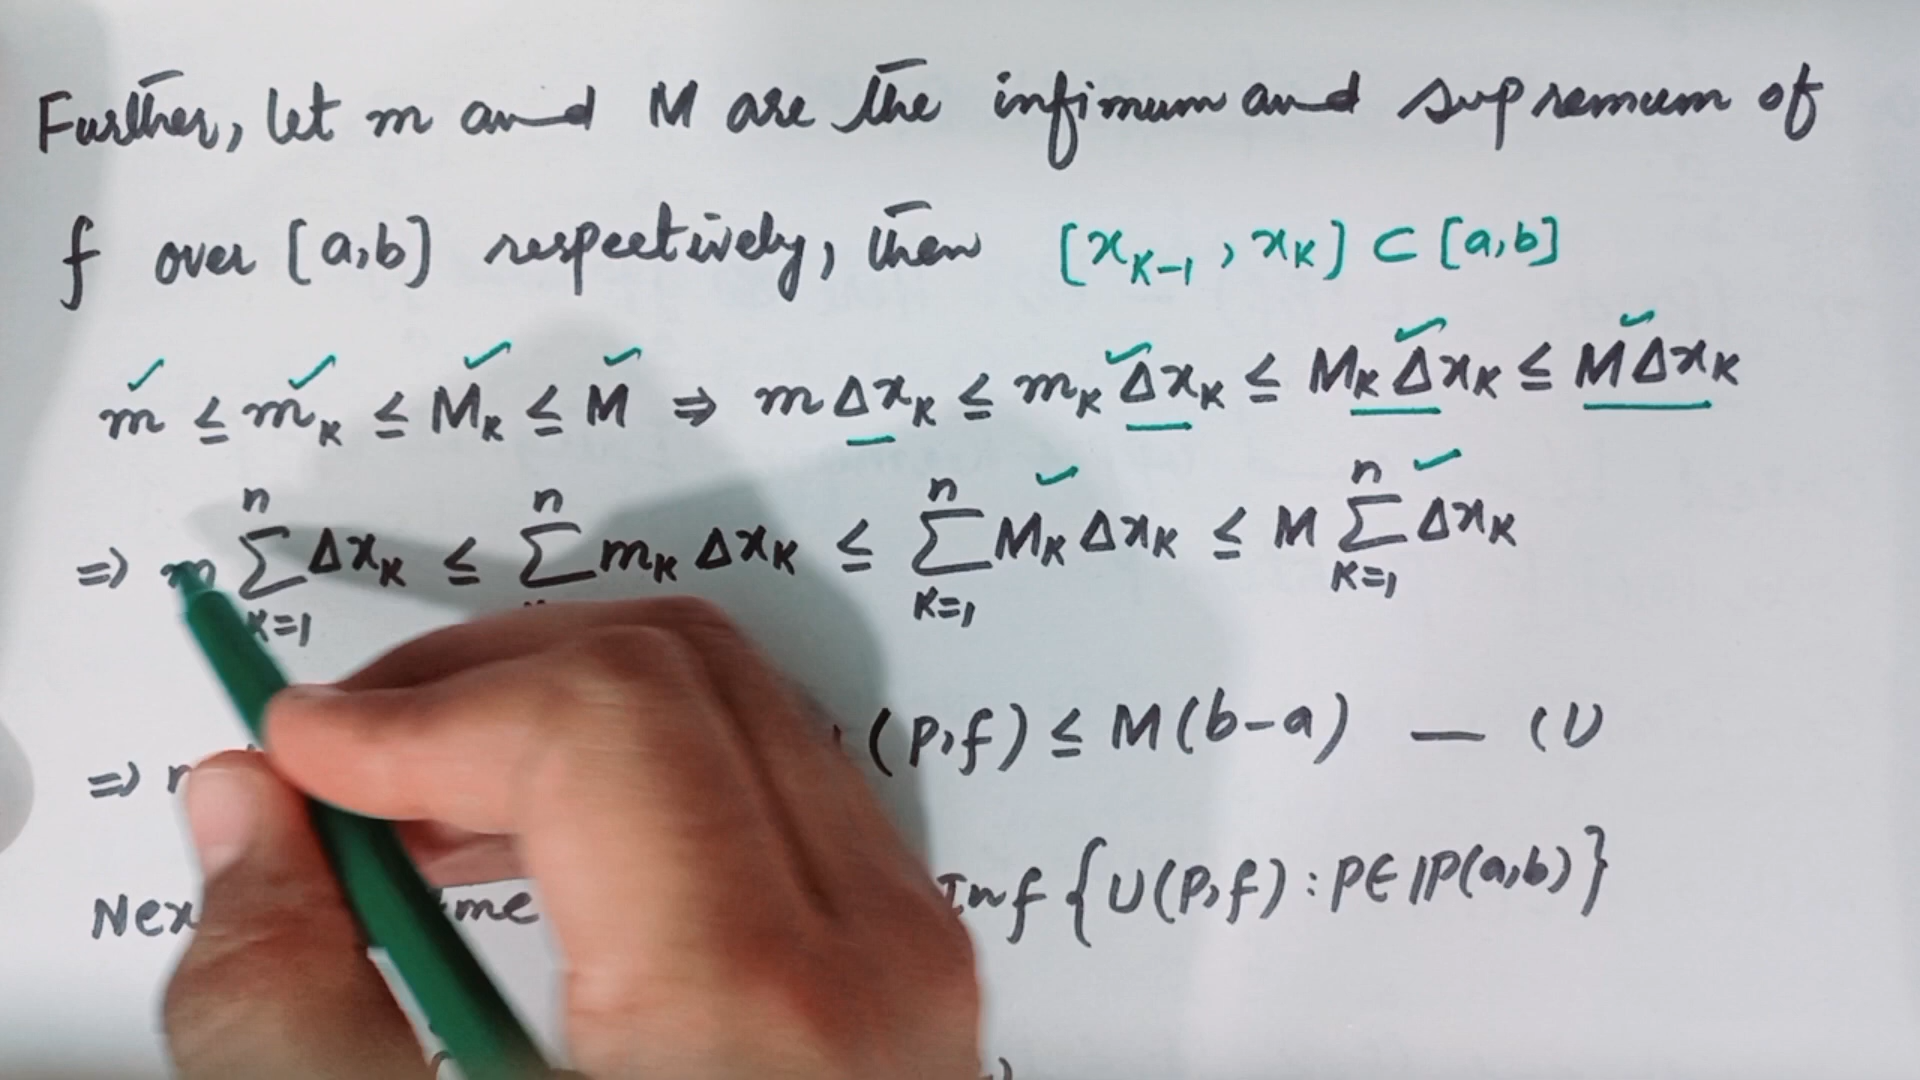 Further, let m and M are the infimum and supremum of
f over [a,b] respectively, then [x_{K-1}, x_K] ⊂ [a,b]
m ≤ m_K ≤ M_K ≤ M ⇒ m Δx_K ≤ m_K Δx_K ≤ M_K Δx_K ≤ M Δx_K
⇒ m ∑_{K=1}^{n} Δx_K ≤ ∑^{n} m_K Δx_K ≤ ∑_{K=1}^{n} M_K Δx_K ≤ M ∑_{K=1}^{n} Δx_K
⇒ (P,f) ≤ M(b-a) — (1)
Inf {U(P,f) : P∈ ℙ(a,b)}